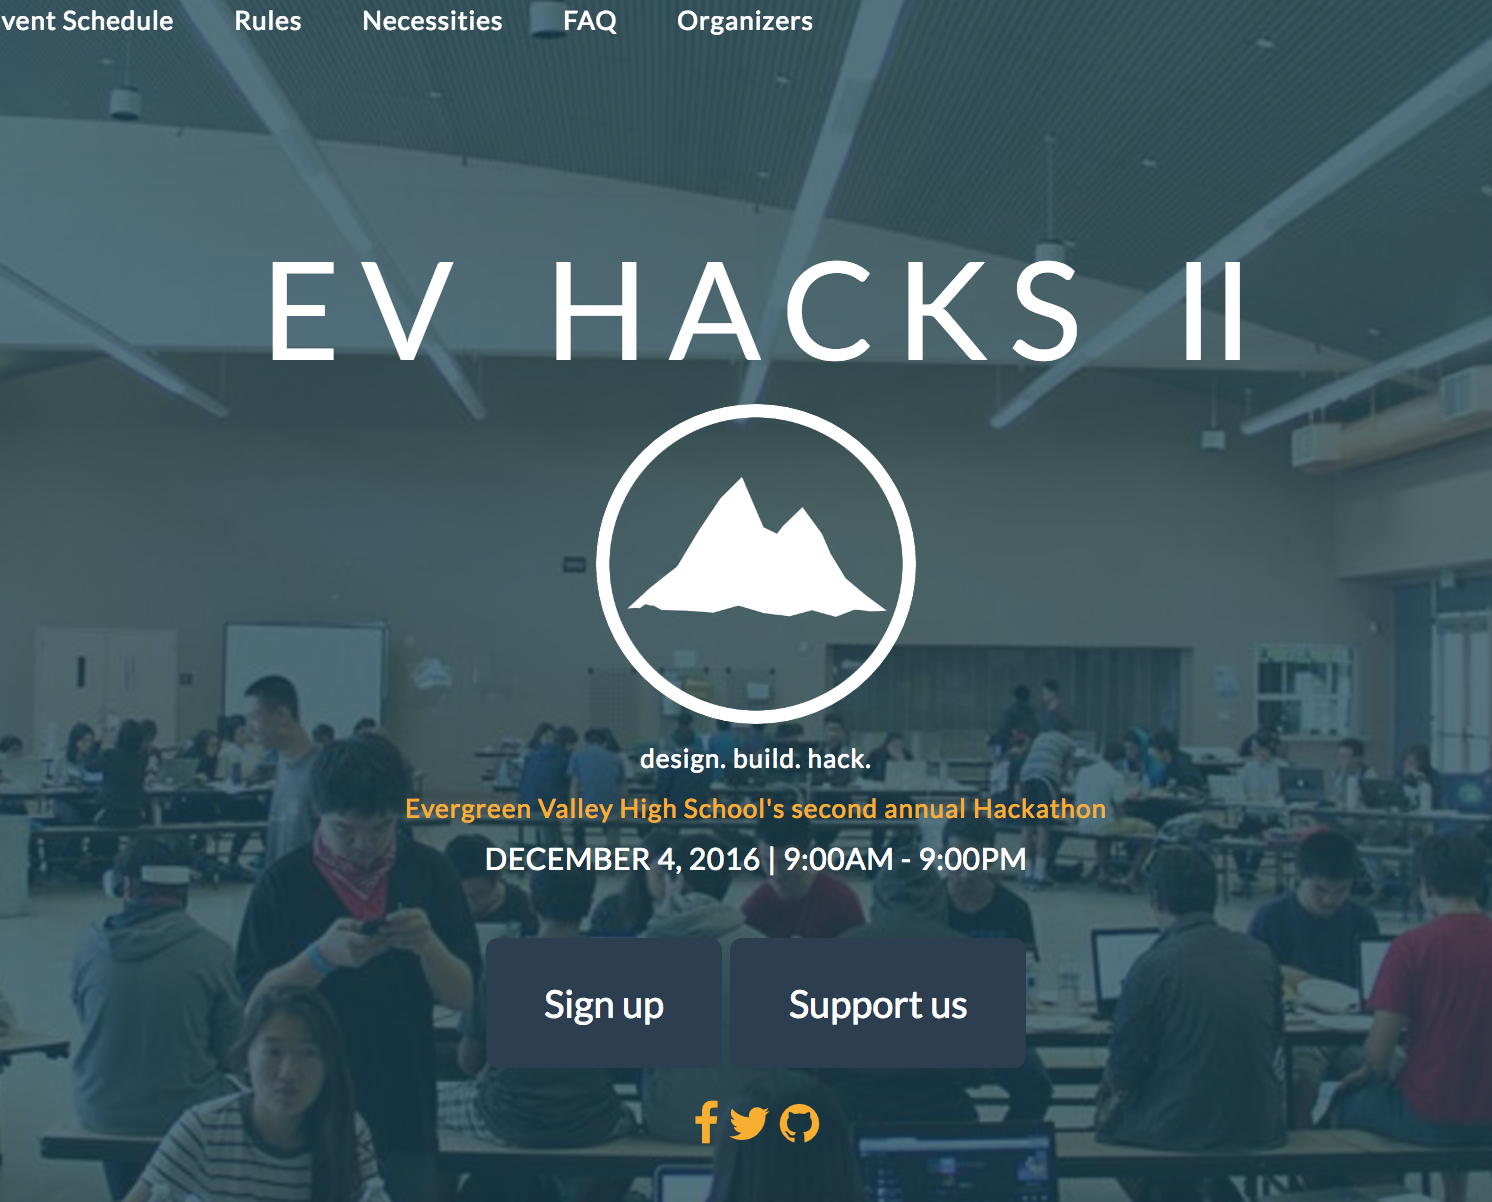 vent Schedule Rules Necessities FAQ Organizers
EV HACKS II
design. build. hack.
Evergreen Valley High School's second annual Hackathon
DECEMBER 4, 2016 | 9:00AM - 9:00PM
Sign up Support us